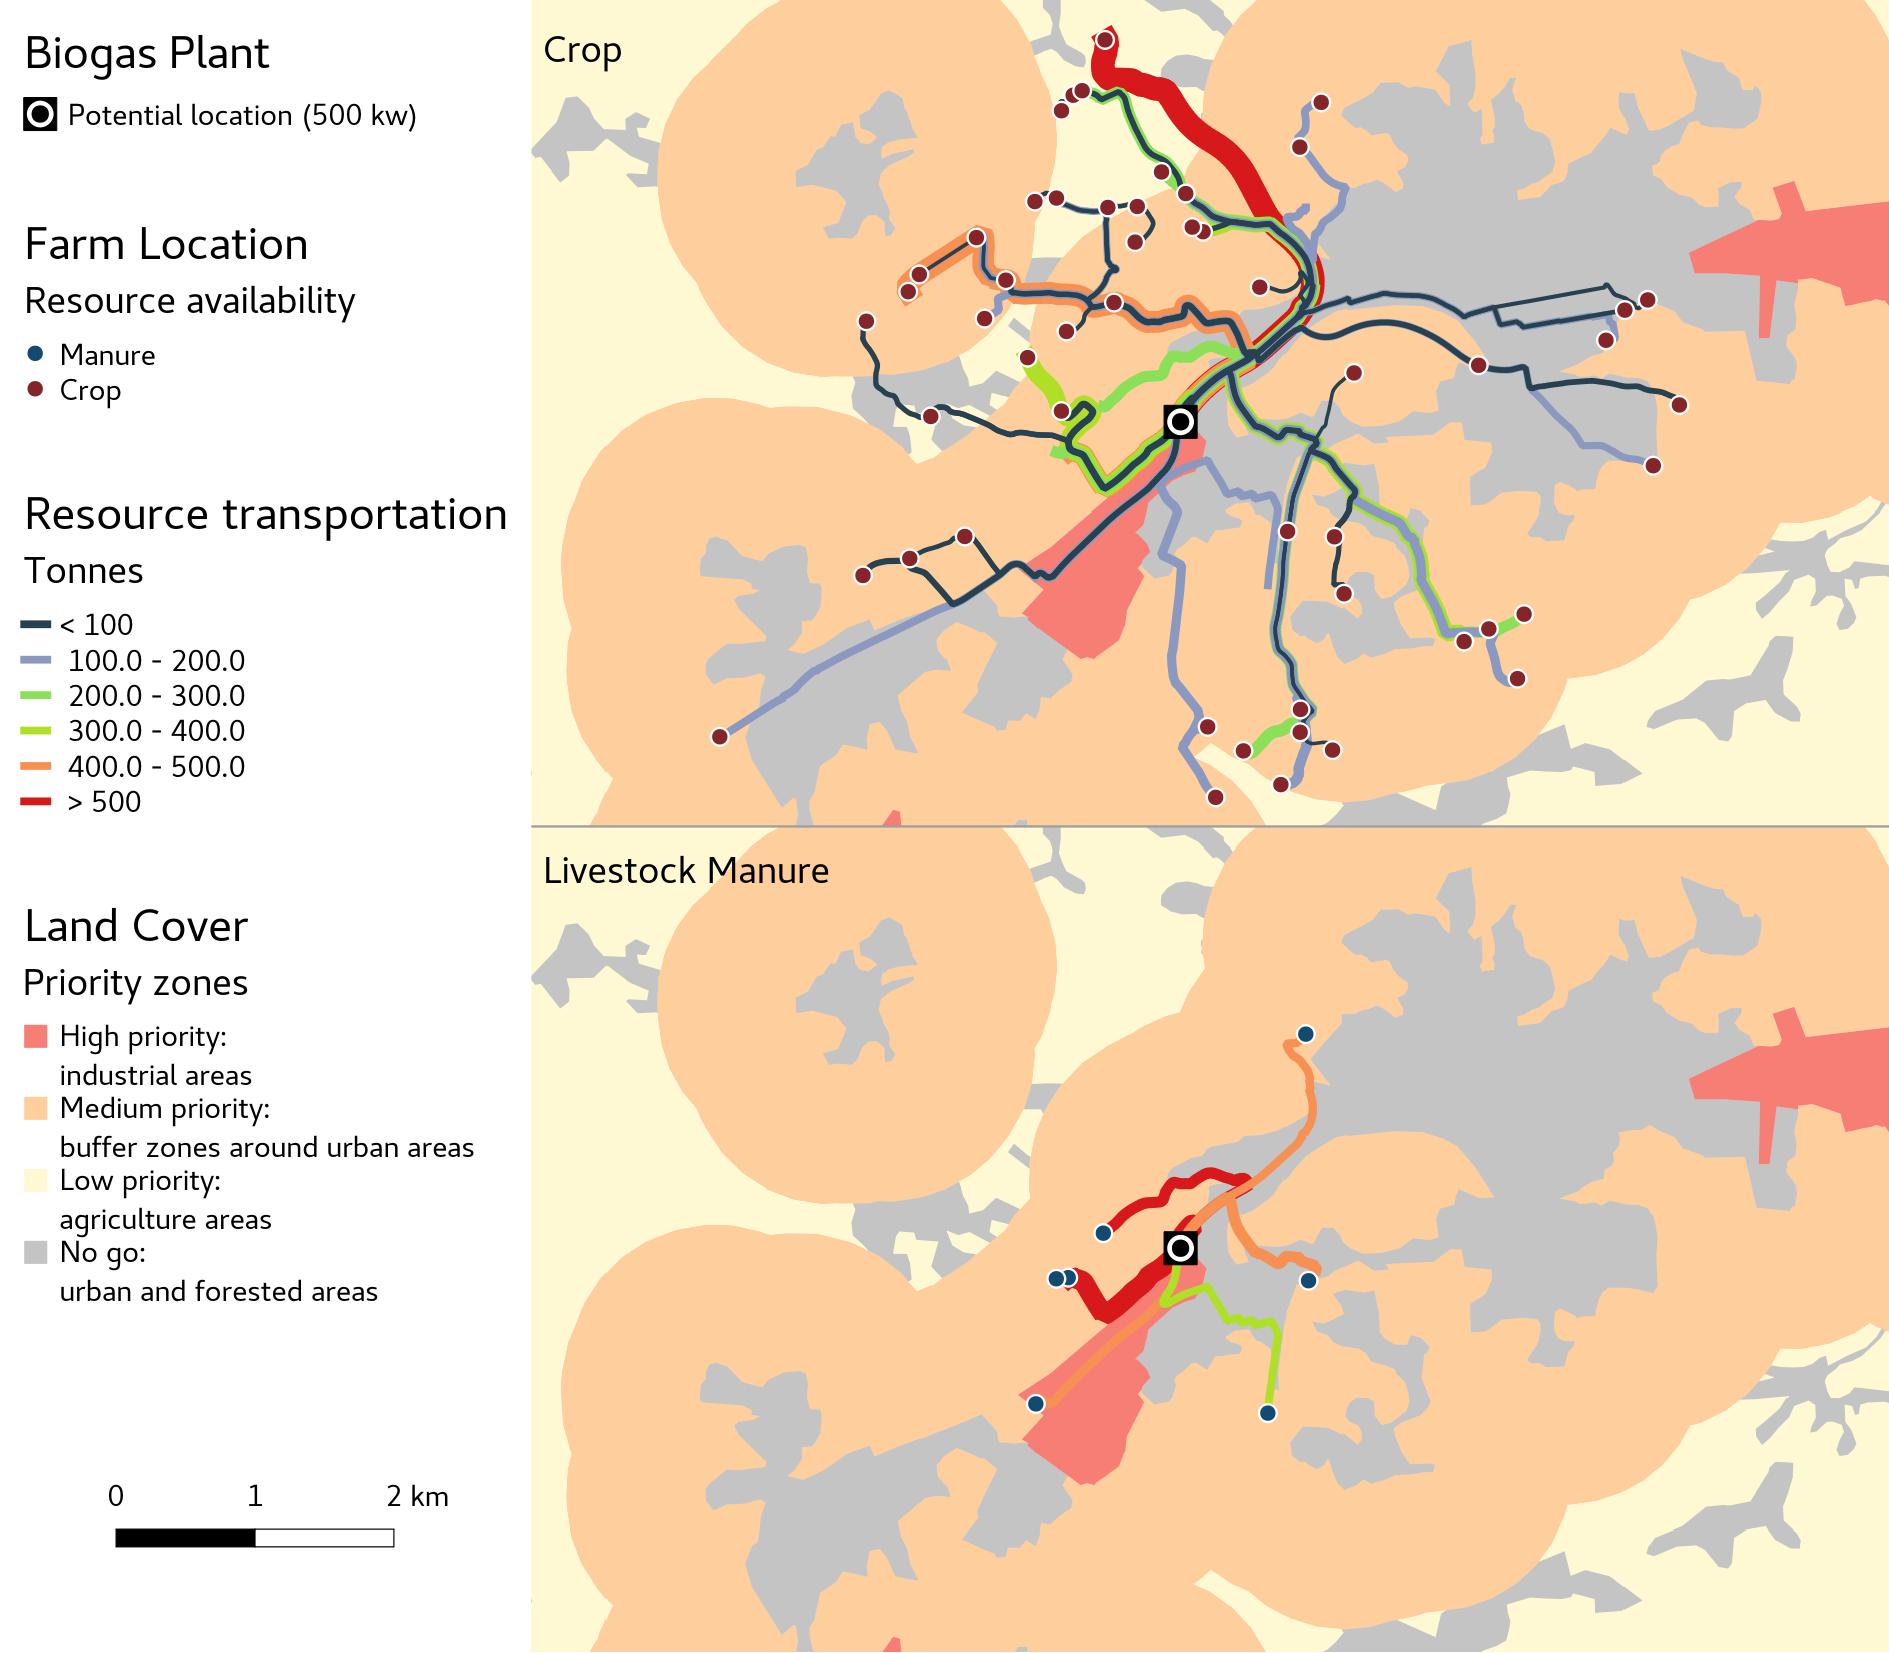 Biogas Plant
Potential location (500 kw)
Farm Location
Resource availability
Manure
Crop
Resource transportation
Tonnes
< 100
100.0 - 200.0
200.0 - 300.0
300.0 - 400.0
400.0 - 500.0
> 500
Land Cover
Priority zones
High priority:
industrial areas
Medium priority:
buffer zones around urban areas
Low priority:
agriculture areas
No go:
urban and forested areas
0 1 2 km
Crop
Livestock Manure